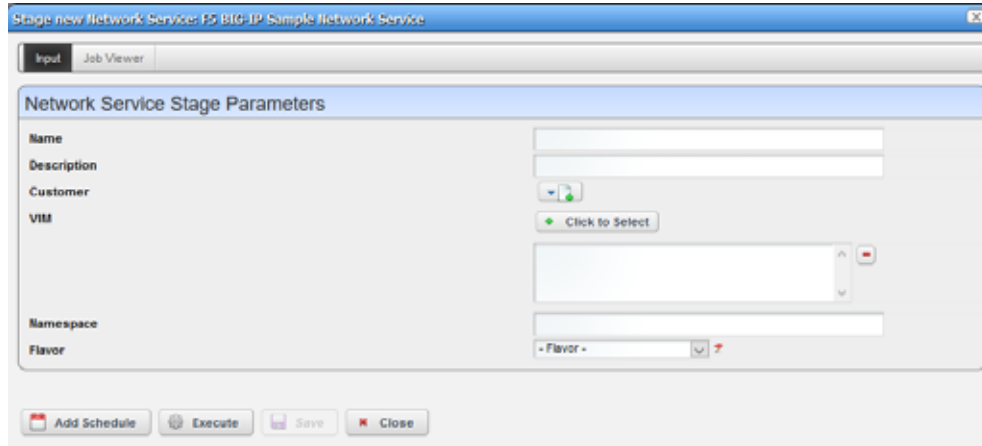 Stage new Network Service: F5 BIG-IP Sample Network Service
Input Job Viewer
Network Service Stage Parameters
Name
Description
Customer
VIM
Click to Select
Namespace
Flavor
- Flavor -
Add Schedule Execute Save Close